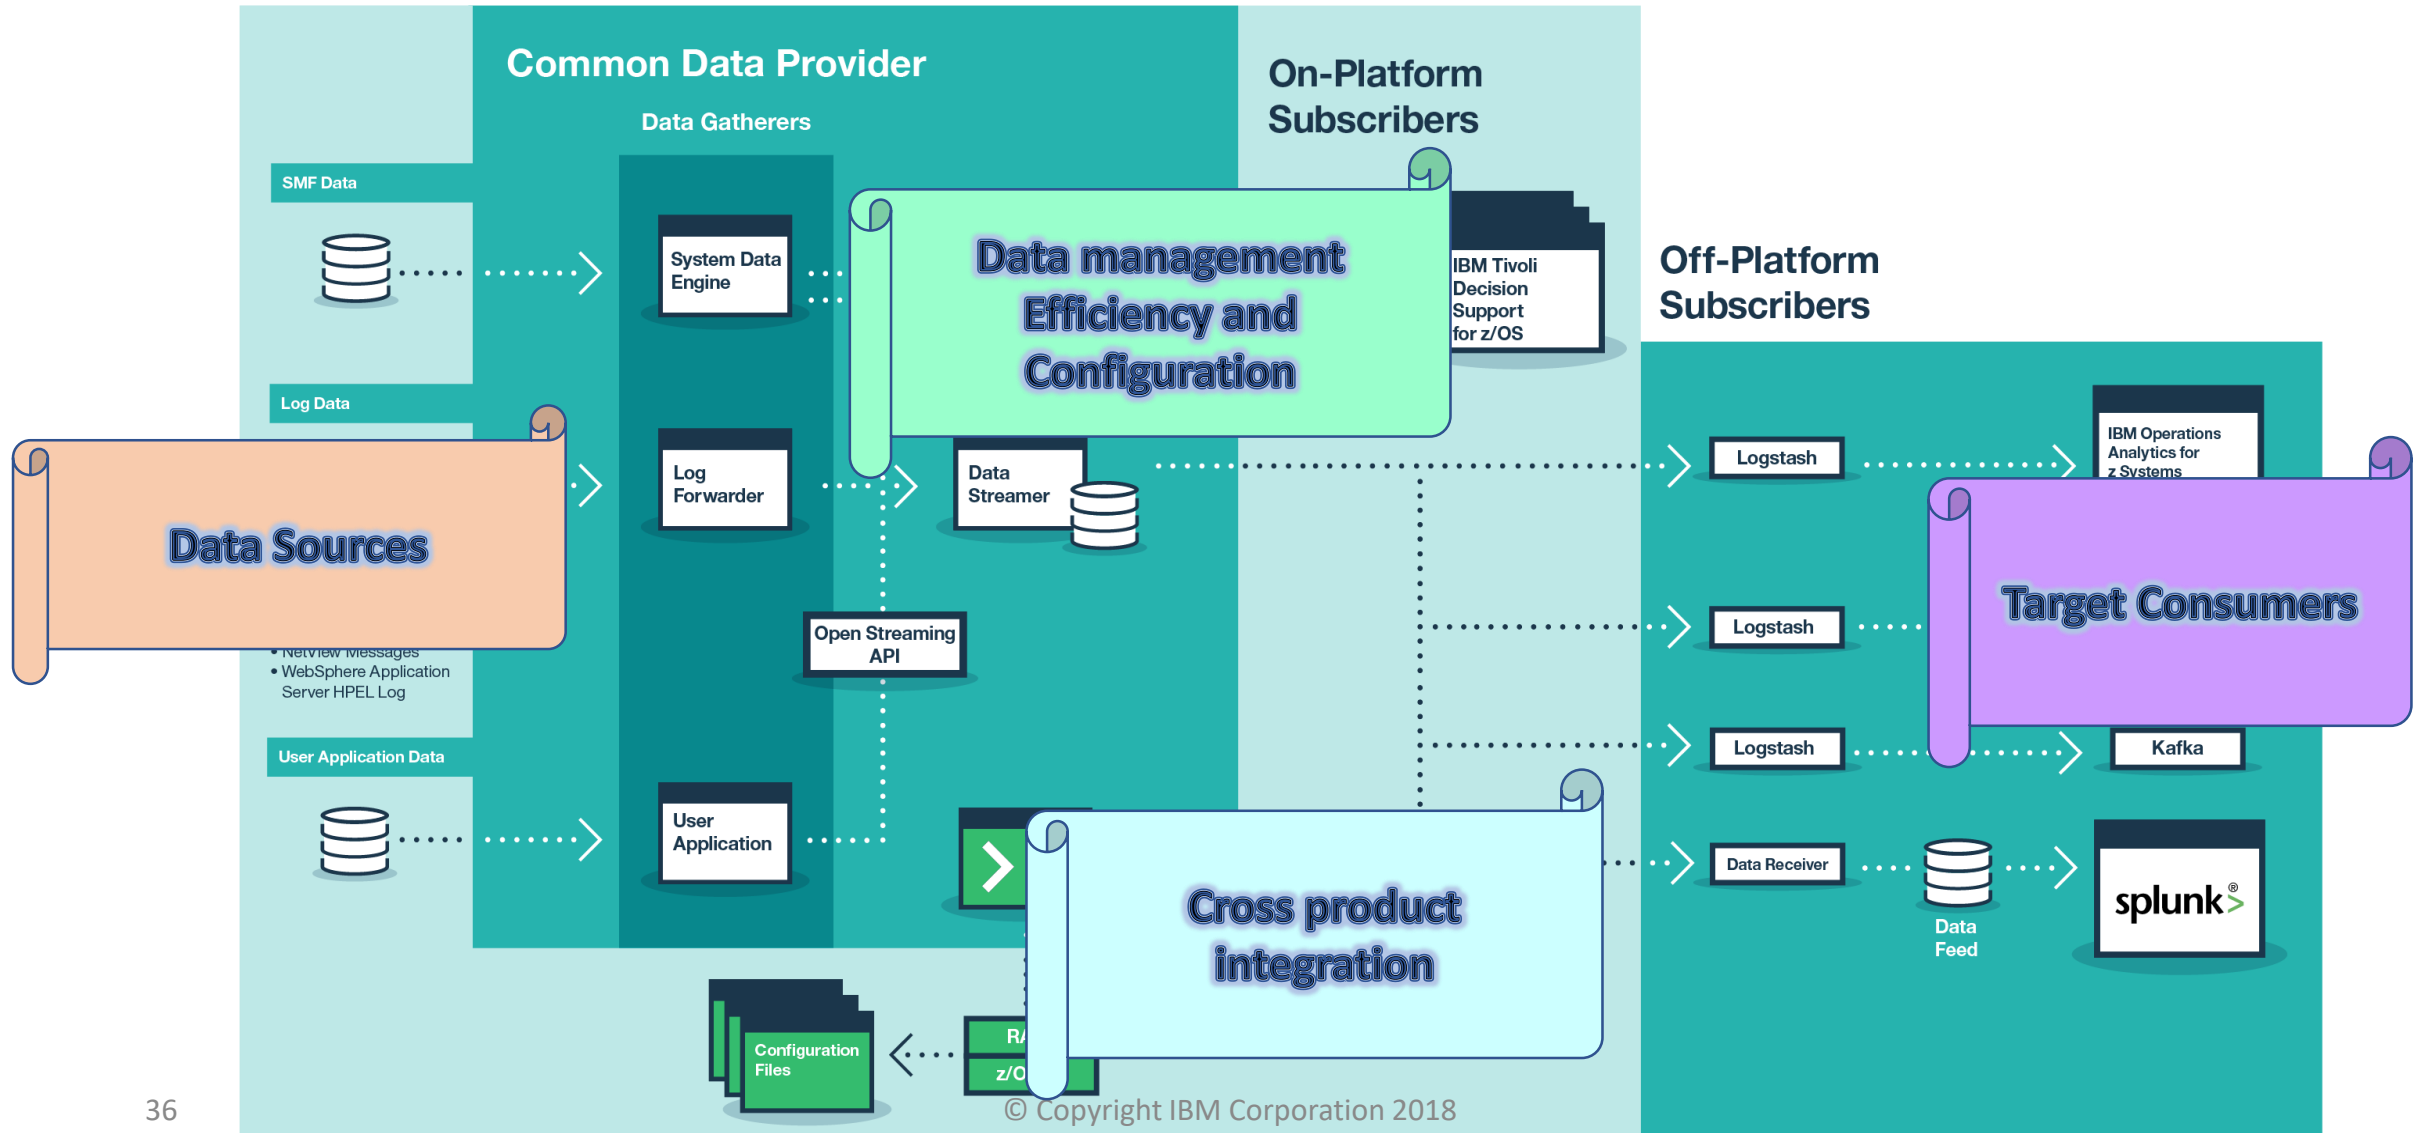 Common Data Provider
Data Gatherers
On-Platform
Subscribers
Off-Platform
Subscribers
SMF Data
System Data
Engine
Data management
Efficiency and
Configuration
IBM Tivoli
Decision
Support
for z/OS
Log Data
Log
Forwarder
Data
Streamer
Logstash
IBM Operations
Analytics for
z Systems
Data Sources
Target Consumers
Open Streaming
API
Logstash
• NetView Messages
• WebSphere Application
Server HPEL Log
User Application Data
Logstash
Kafka
User
Application
Data Receiver
Data
Feed
splunk>®
Cross product
integration
Configuration
Files
z/O
36
© Copyright IBM Corporation 2018